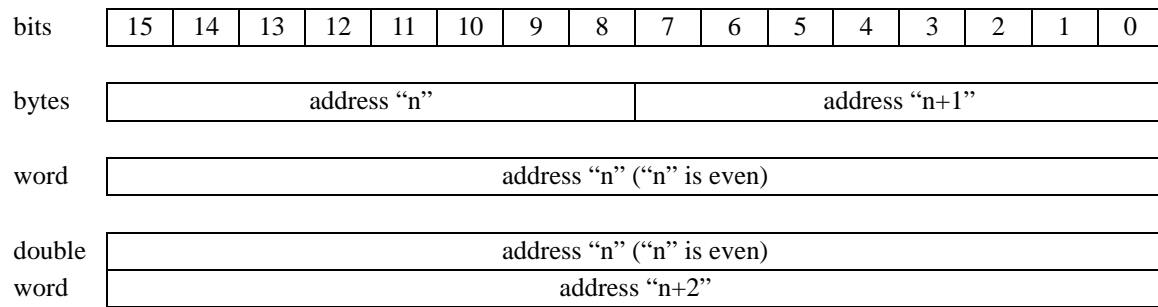 bits 15 14 13 12 11 10 9 8 7 6 5 4 3 2 1 0
bytes address “n” address “n+1”
word address “n” (“n” is even)
double address “n” (“n” is even)
word address “n+2”